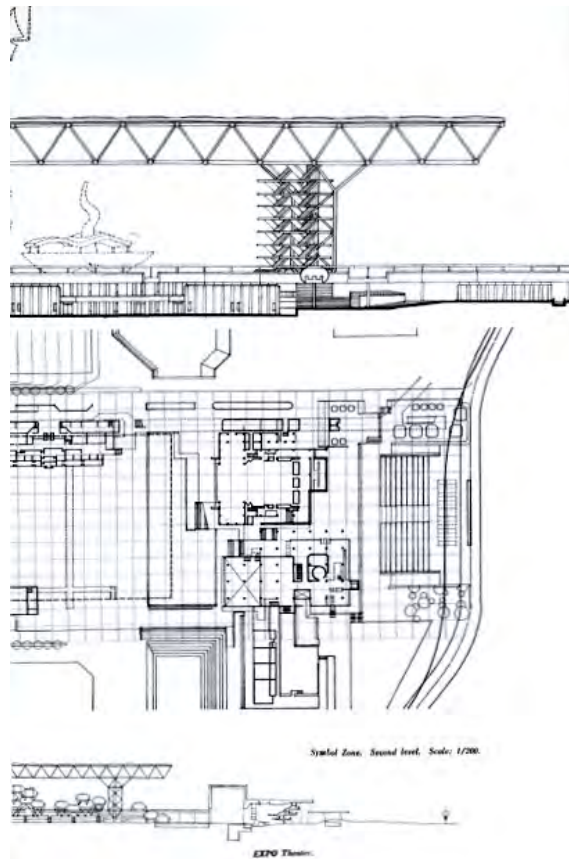 Symbol Zone. Second level. Scale: 1/200.
EXPO Theater.